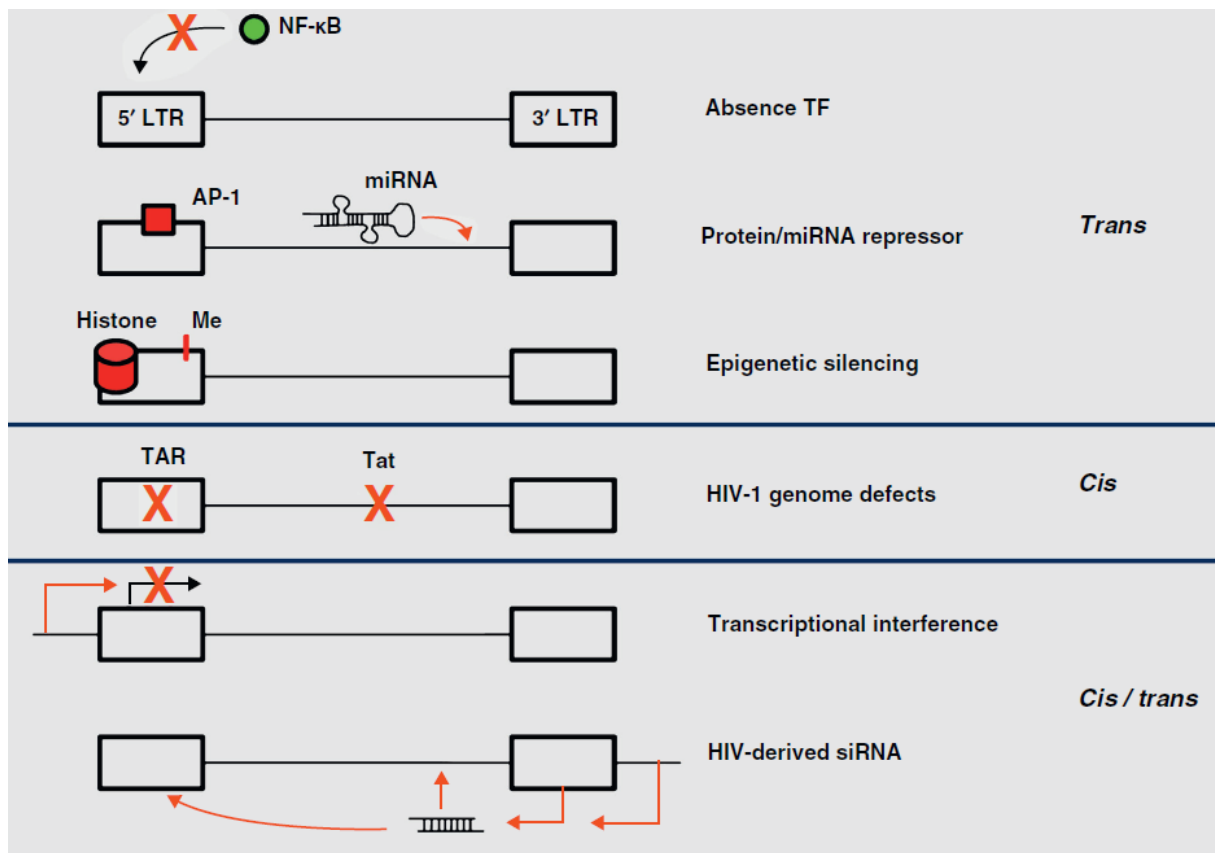 NF-κB
5′ LTR
3′ LTR
Absence TF
AP-1
miRNA
Protein/miRNA repressor
Trans
Histone
Me
Epigenetic silencing
TAR
Tat
HIV-1 genome defects
Cis
Transcriptional interference
Cis / trans
HIV-derived siRNA